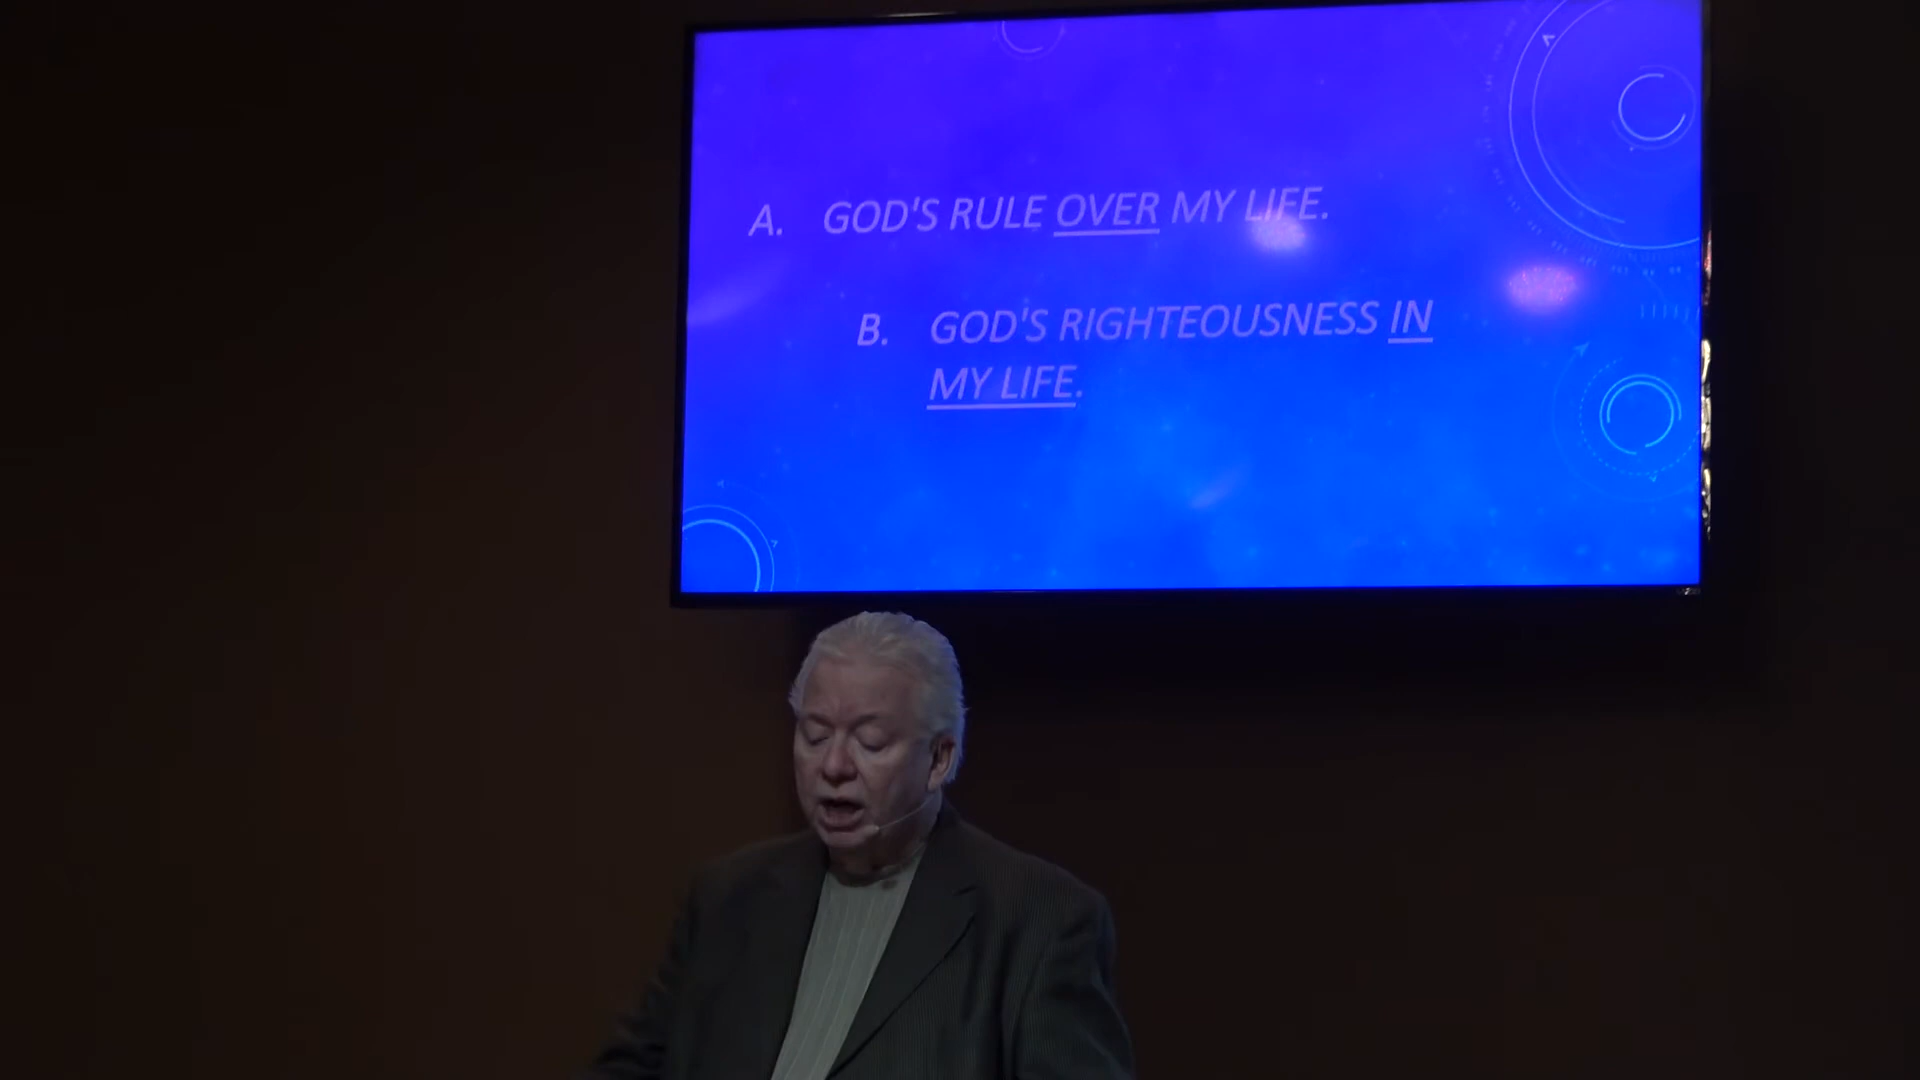 A. GOD'S RULE OVER MY LIFE.
B. GOD'S RIGHTEOUSNESS IN
MY LIFE.